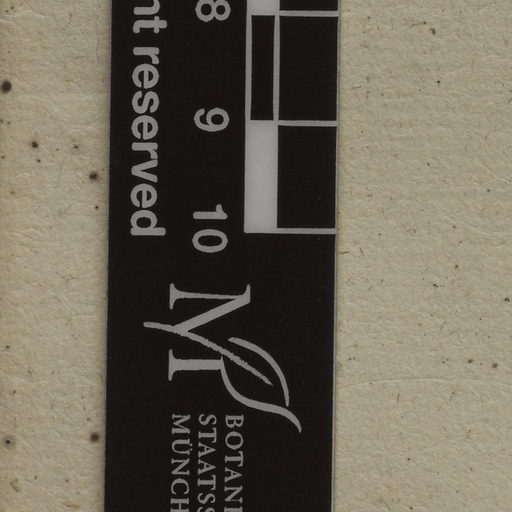 8 9 10
nt reserved
M
BOTANI
STAATSS
MÜNCH